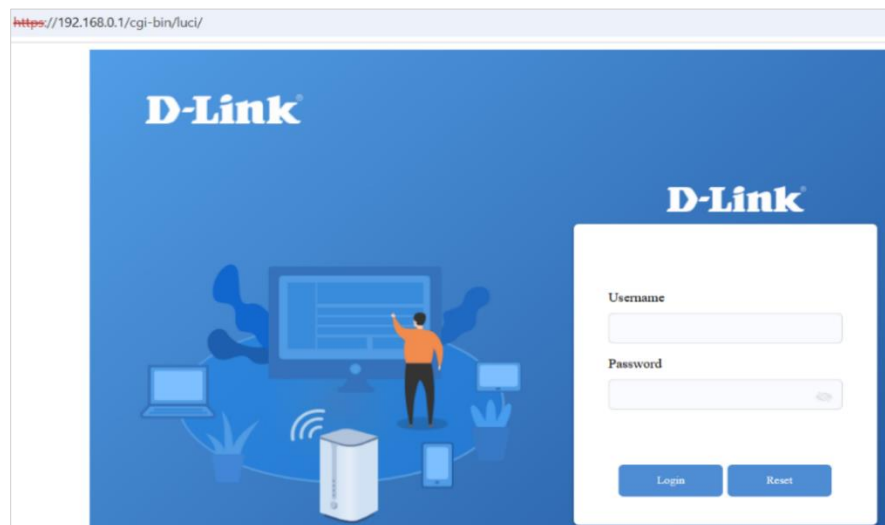 https://192.168.0.1/cgi-bin/luci/
D-Link®
D-Link®
Username
Password
Login
Reset